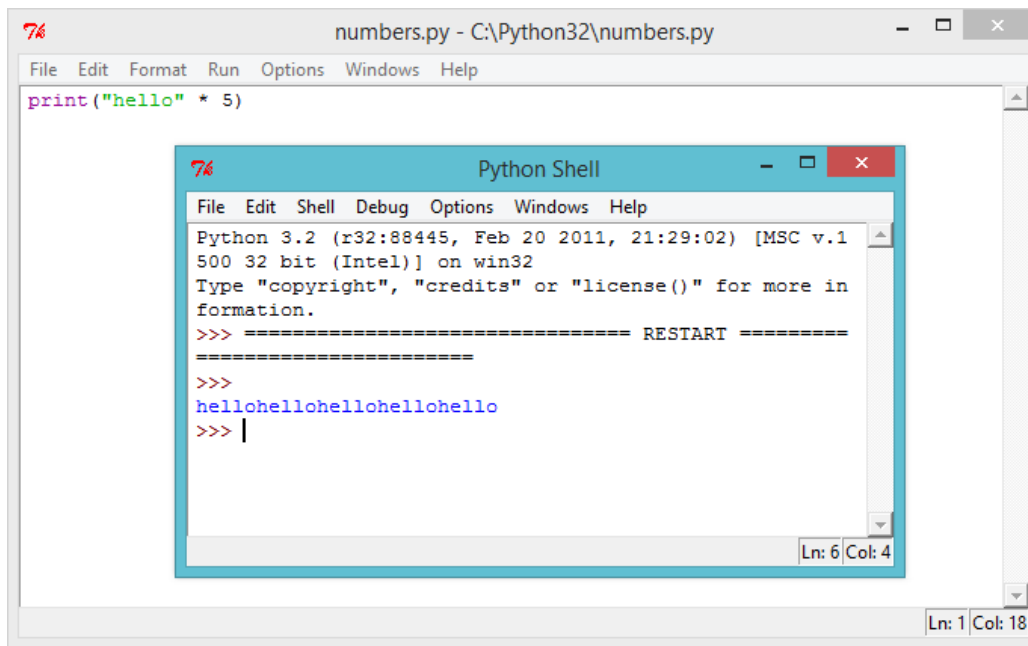 numbers.py - C:\Python32\numbers.py
File Edit Format Run Options Windows Help
print("hello" * 5)
Python Shell
File Edit Shell Debug Options Windows Help
Python 3.2 (r32:88445, Feb 20 2011, 21:29:02) [MSC v.1
500 32 bit (Intel)] on win32
Type "copyright", "credits" or "license()" for more in
formation.
>>> ================================ RESTART =========
=======================
>>>
hellohellohellohellohello
>>>
Ln: 6 Col: 4
Ln: 1 Col: 18